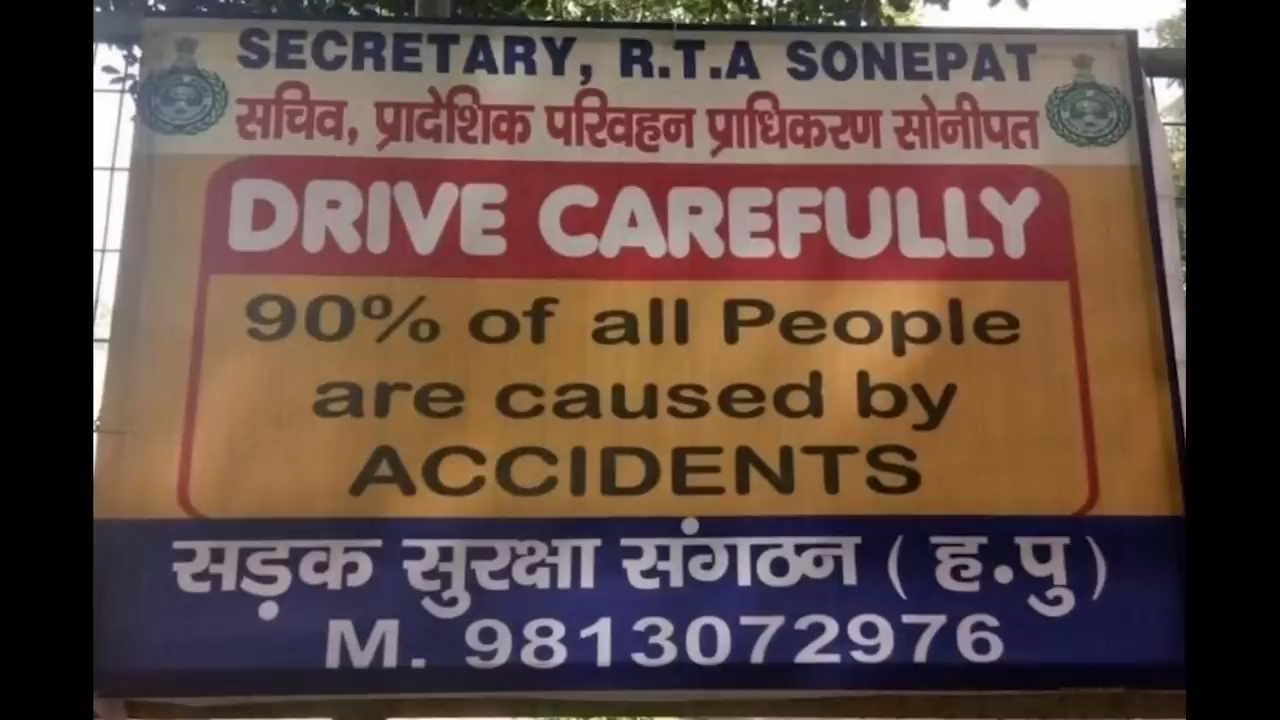 SECRETARY, R.T.A SONEPAT
सचिव, प्रादेशिक परिवहन प्राधिकरण सोनीपत
DRIVE CAREFULLY
90% of all People
are caused by
ACCIDENTS
सड़क सुरक्षा संगठन ( ह.पु )
M. 9813072976